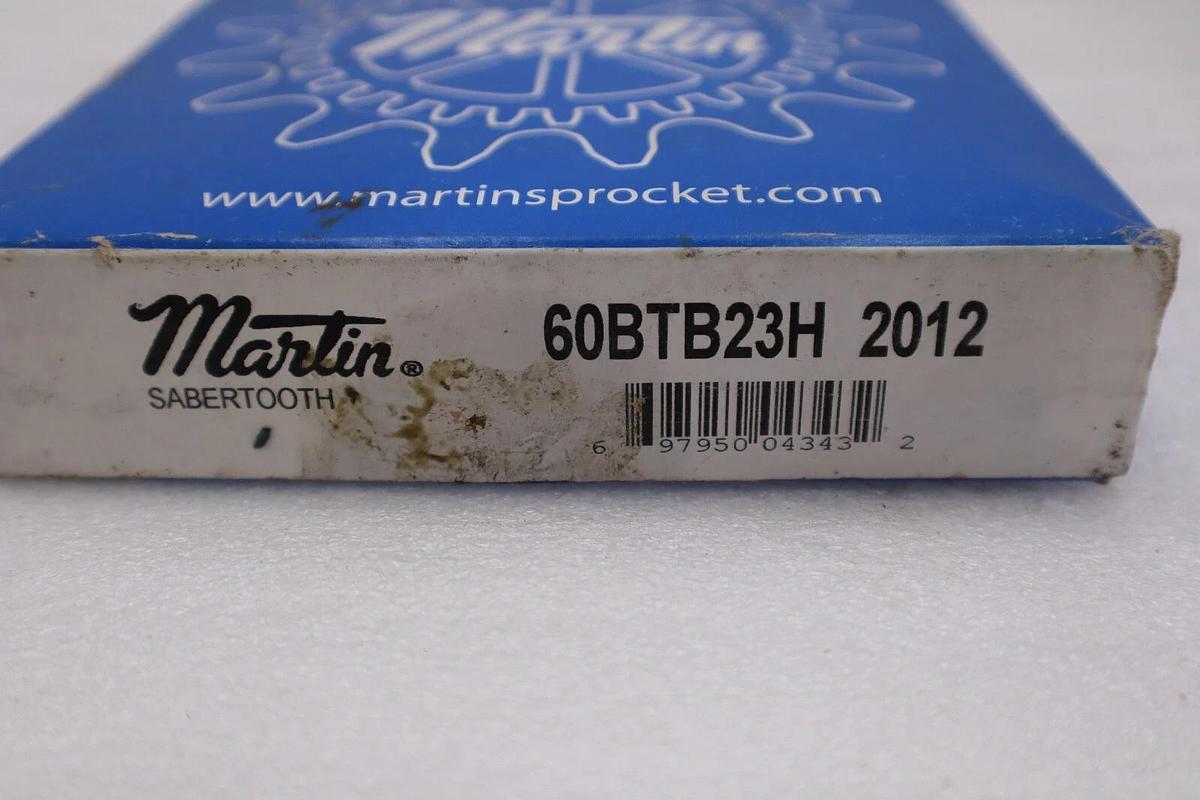 Martin
www.martinsprocket.com
Martin® 60BTB23H 2012
SABERTOOTH
6 97950 04343 2